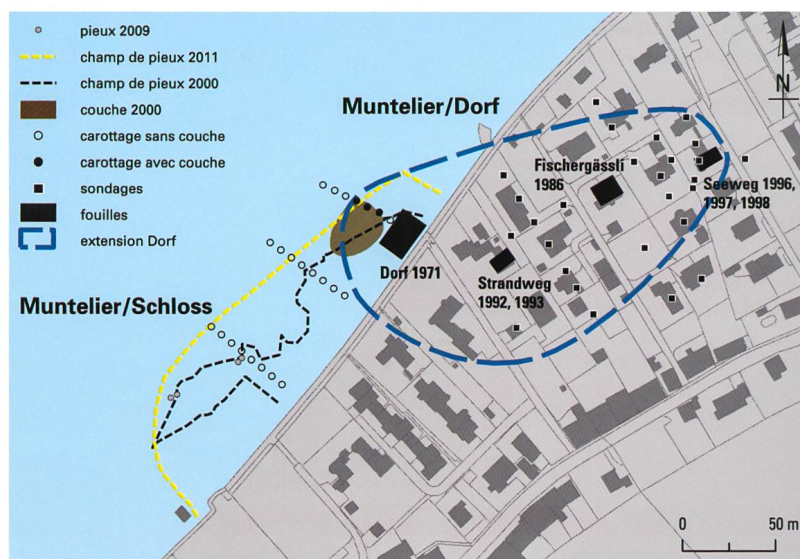 pieux 2009
champ de pieux 2011
champ de pieux 2000
couche 2000
carottage sans couche
carottage avec couche
sondages
fouilles
extension Dorf
Muntelier/Dorf
N
Fischergässli
1986
Seeweg 1996,
1997, 1998
Dorf 1971
Strandweg
1992, 1993
Muntelier/Schloss
0 50 m